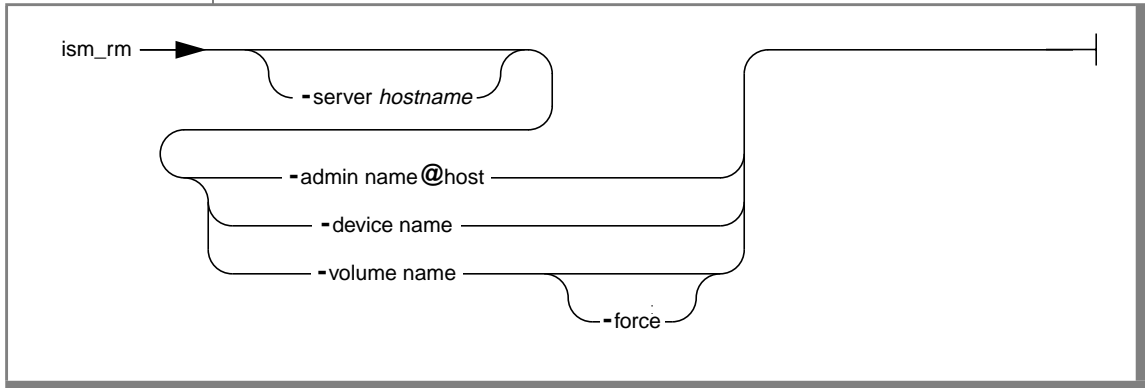 ism_rm
-server hostname
-admin name@host
-device name
-volume name
-force